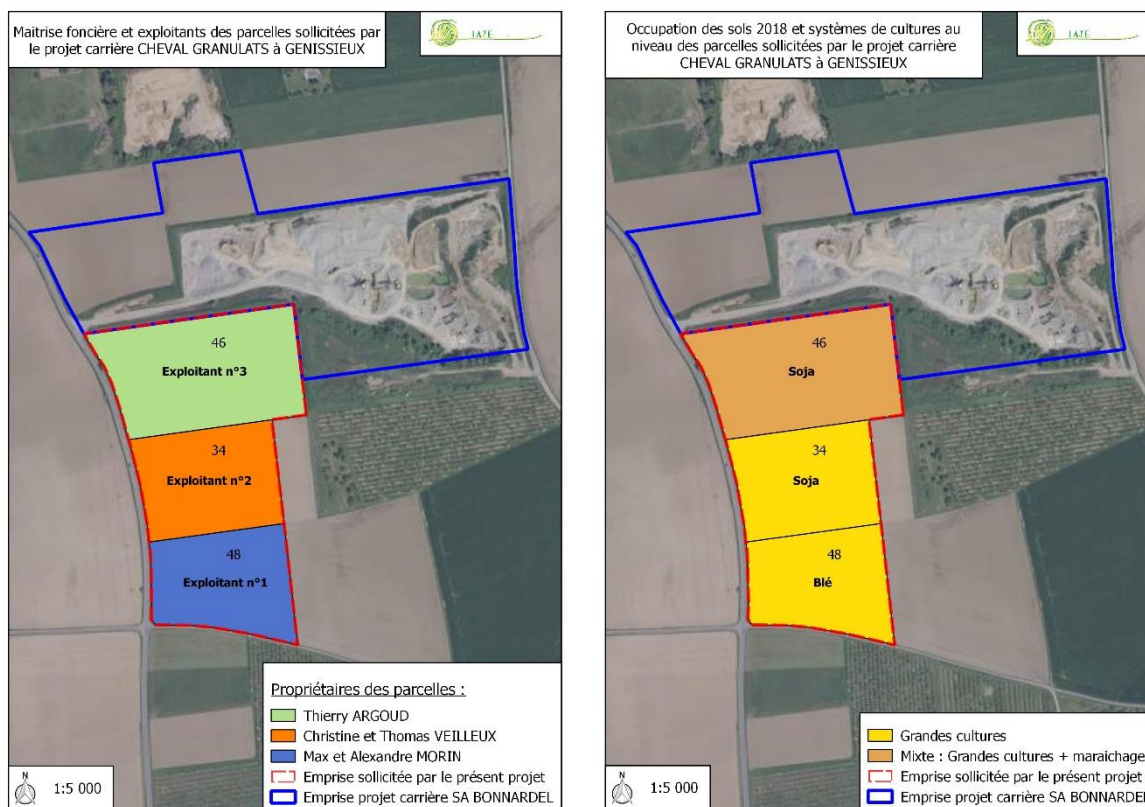 Maitrise foncière et exploitants des parcelles sollicitées par
le projet carrière CHEVAL GRANULATS à GENISSIEUX
IATE
46
Exploitant n°3
34
Exploitant n°2
48
Exploitant n°1
Propriétaires des parcelles :
Thierry ARGOUD
Christine et Thomas VEILLEUX
Max et Alexandre MORIN
Emprise sollicitée par le présent projet
Emprise projet carrière SA BONNARDEL
N
1:5 000
Occupation des sols 2018 et systèmes de cultures au
niveau des parcelles sollicitées par le projet carrière
CHEVAL GRANULATS à GENISSIEUX
IATE
46
Soja
34
Soja
48
Blé
Grandes cultures
Mixte : Grandes cultures + maraichage
Emprise sollicitée par le présent projet
Emprise projet carrière SA BONNARDEL
N
1:5 000